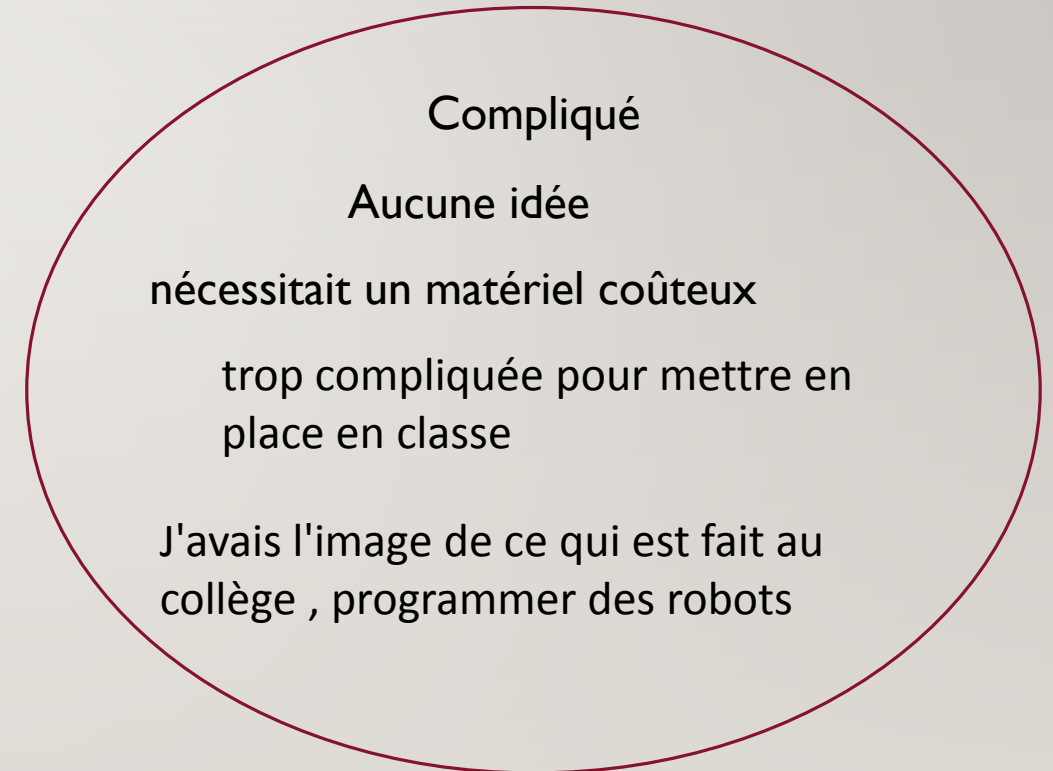 Compliqué
Aucune idée
nécessitait un matériel coûteux
trop compliquée pour mettre en
place en classe
J'avais l'image de ce qui est fait au
collège , programmer des robots